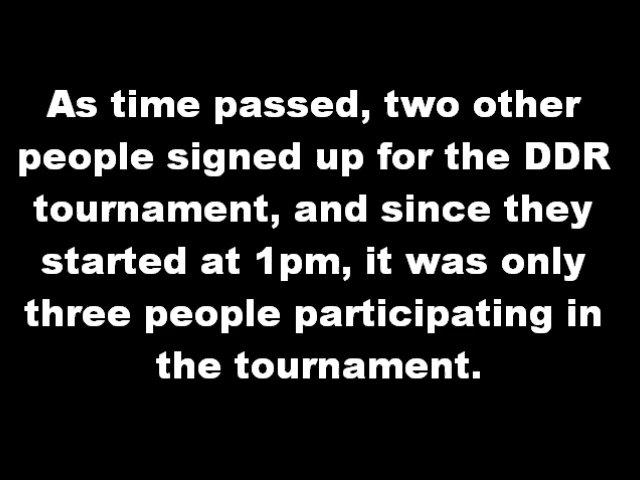 As time passed, two other
people signed up for the DDR
tournament, and since they
started at 1pm, it was only
three people participating in
the tournament.